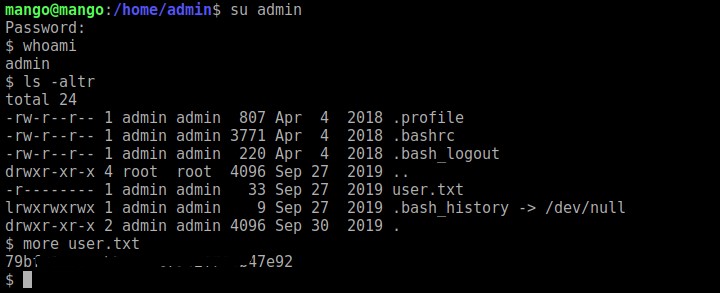 mango@mango:/home/admin$ su admin
Password:
$ whoami
admin
$ ls -altr
total 24
-rw-r--r-- 1 admin admin  807 Apr  4  2018 .profile
-rw-r--r-- 1 admin admin 3771 Apr  4  2018 .bashrc
-rw-r--r-- 1 admin admin  220 Apr  4  2018 .bash_logout
drwxr-xr-x 4 root  root  4096 Sep 27  2019 ..
-r-------- 1 admin admin   33 Sep 27  2019 user.txt
lrwxrwxrwx 1 admin admin    9 Sep 27  2019 .bash_history -> /dev/null
drwxr-xr-x 2 admin admin 4096 Sep 30  2019 .
$ more user.txt
79bf 47e92
$